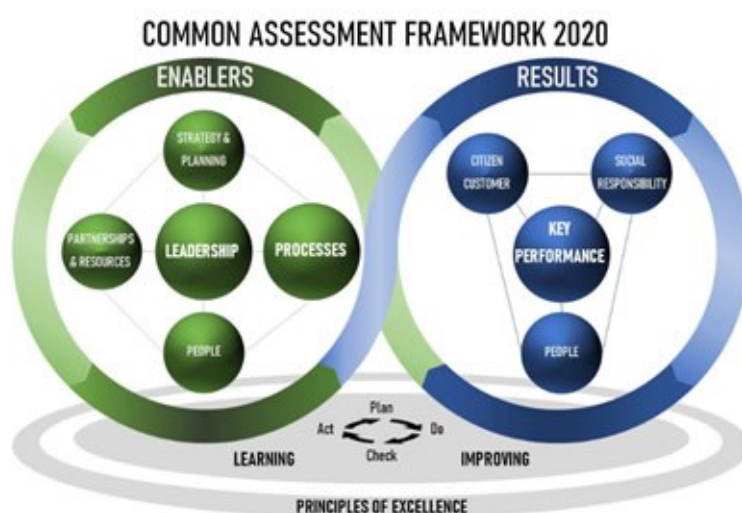 COMMON ASSESSMENT FRAMEWORK 2020
ENABLERS
RESULTS
STRATEGY &
PLANNING
PARTNERSHIPS
& RESOURCES
LEADERSHIP
PROCESSES
PEOPLE
CITIZEN
CUSTOMER
SOCIAL
RESPONSIBILITY
KEY
PERFORMANCE
PEOPLE
Plan
Act
Do
Check
LEARNING
IMPROVING
PRINCIPLES OF EXCELLENCE